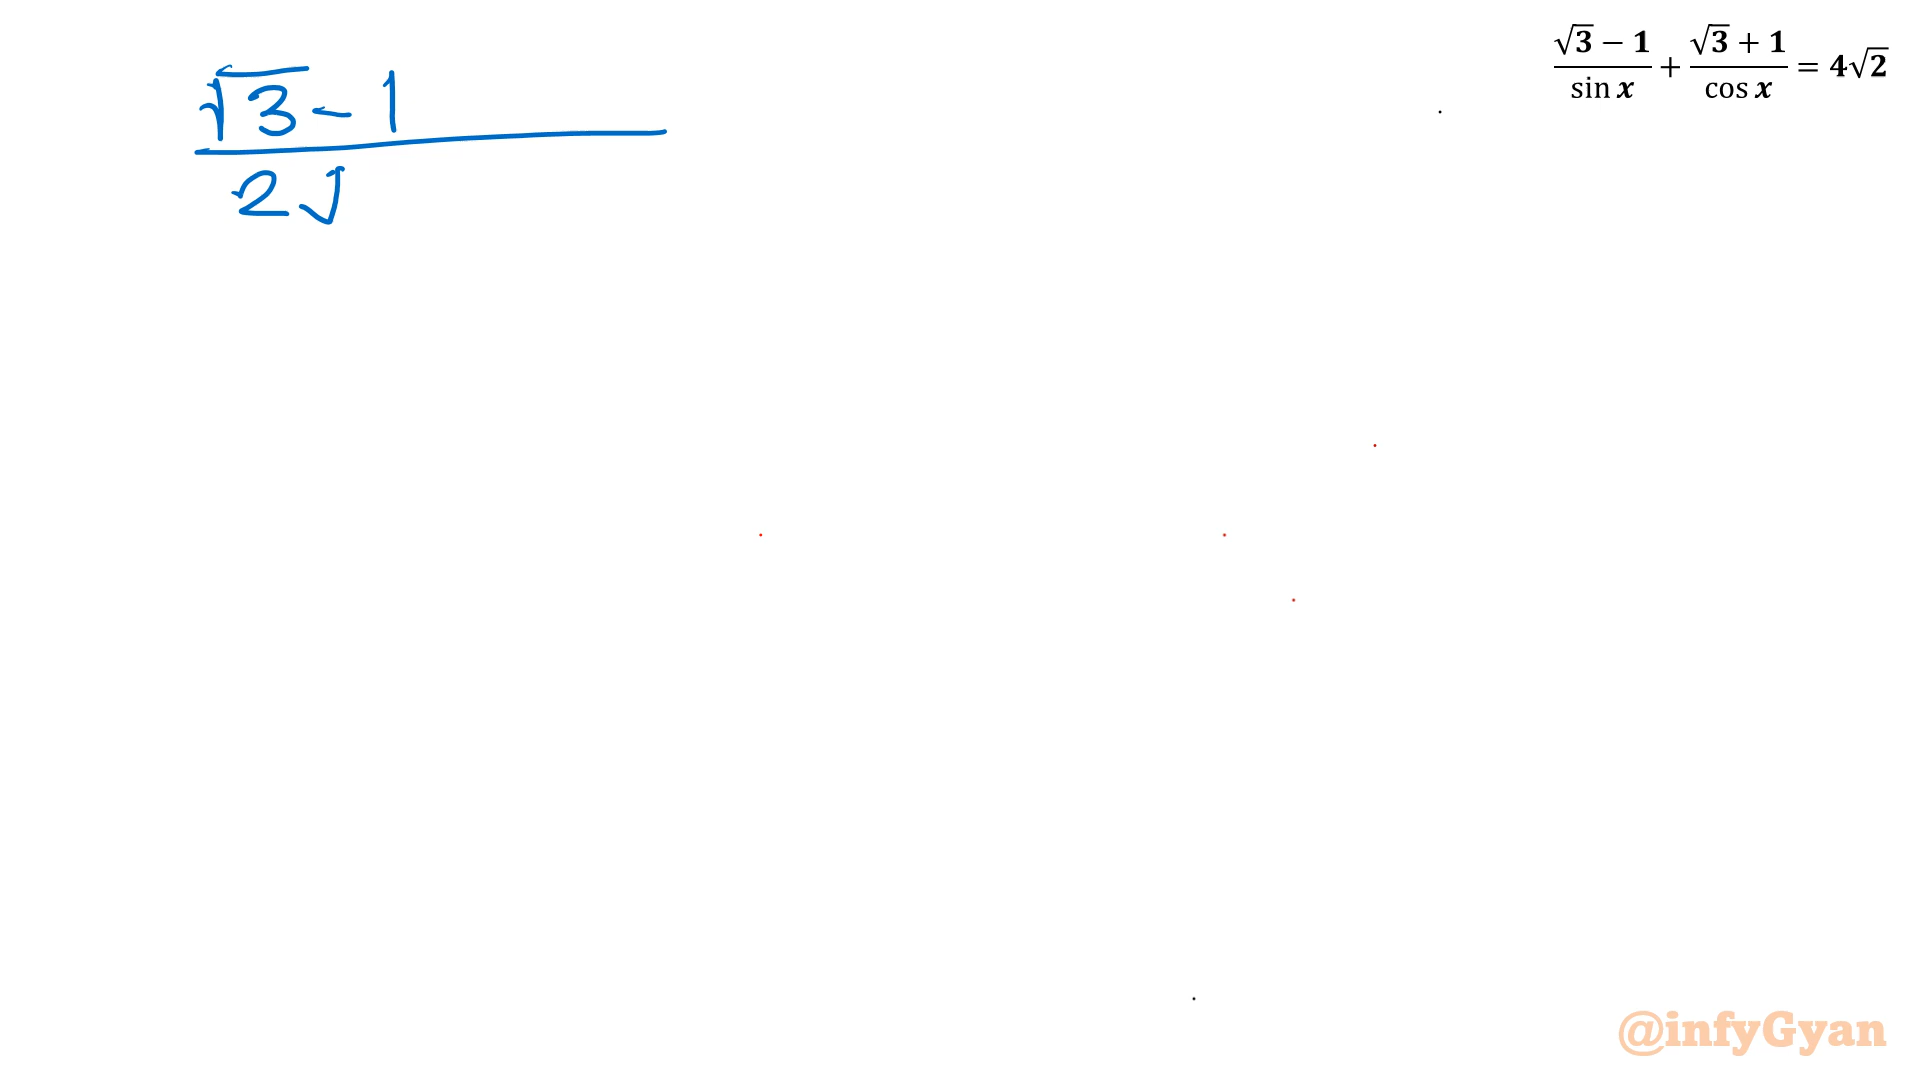 √3 − 1
2√
(√3 − 1)/(sin x) + (√3 + 1)/(cos x) = 4√2
@infyGyan